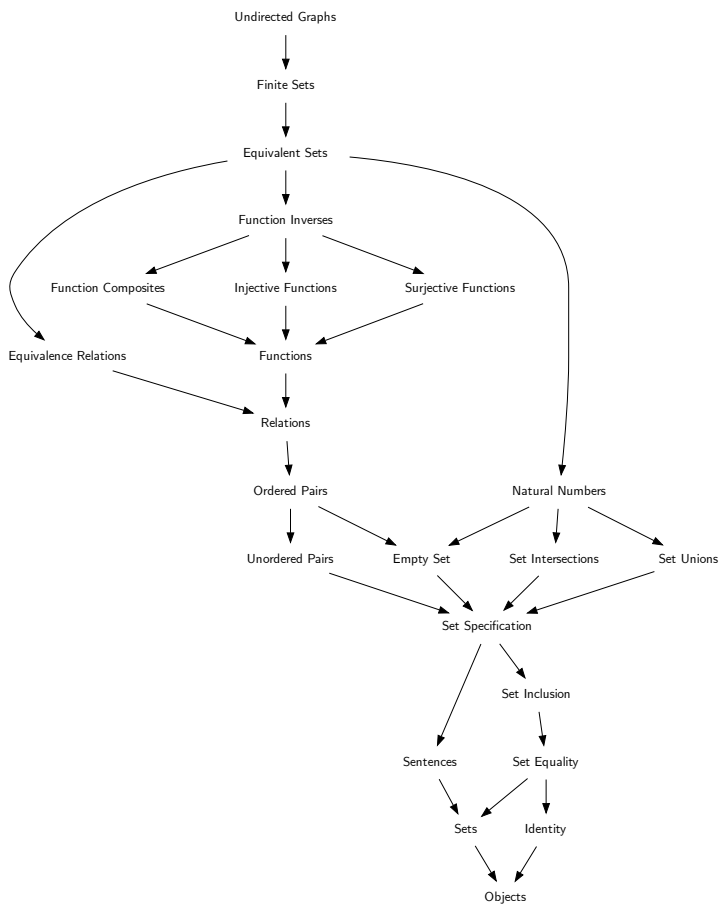 Undirected Graphs
Finite Sets
Equivalent Sets
Function Inverses
Function Composites
Injective Functions
Surjective Functions
Equivalence Relations
Functions
Relations
Ordered Pairs
Natural Numbers
Unordered Pairs
Empty Set
Set Intersections
Set Unions
Set Specification
Set Inclusion
Sentences
Set Equality
Sets
Identity
Objects